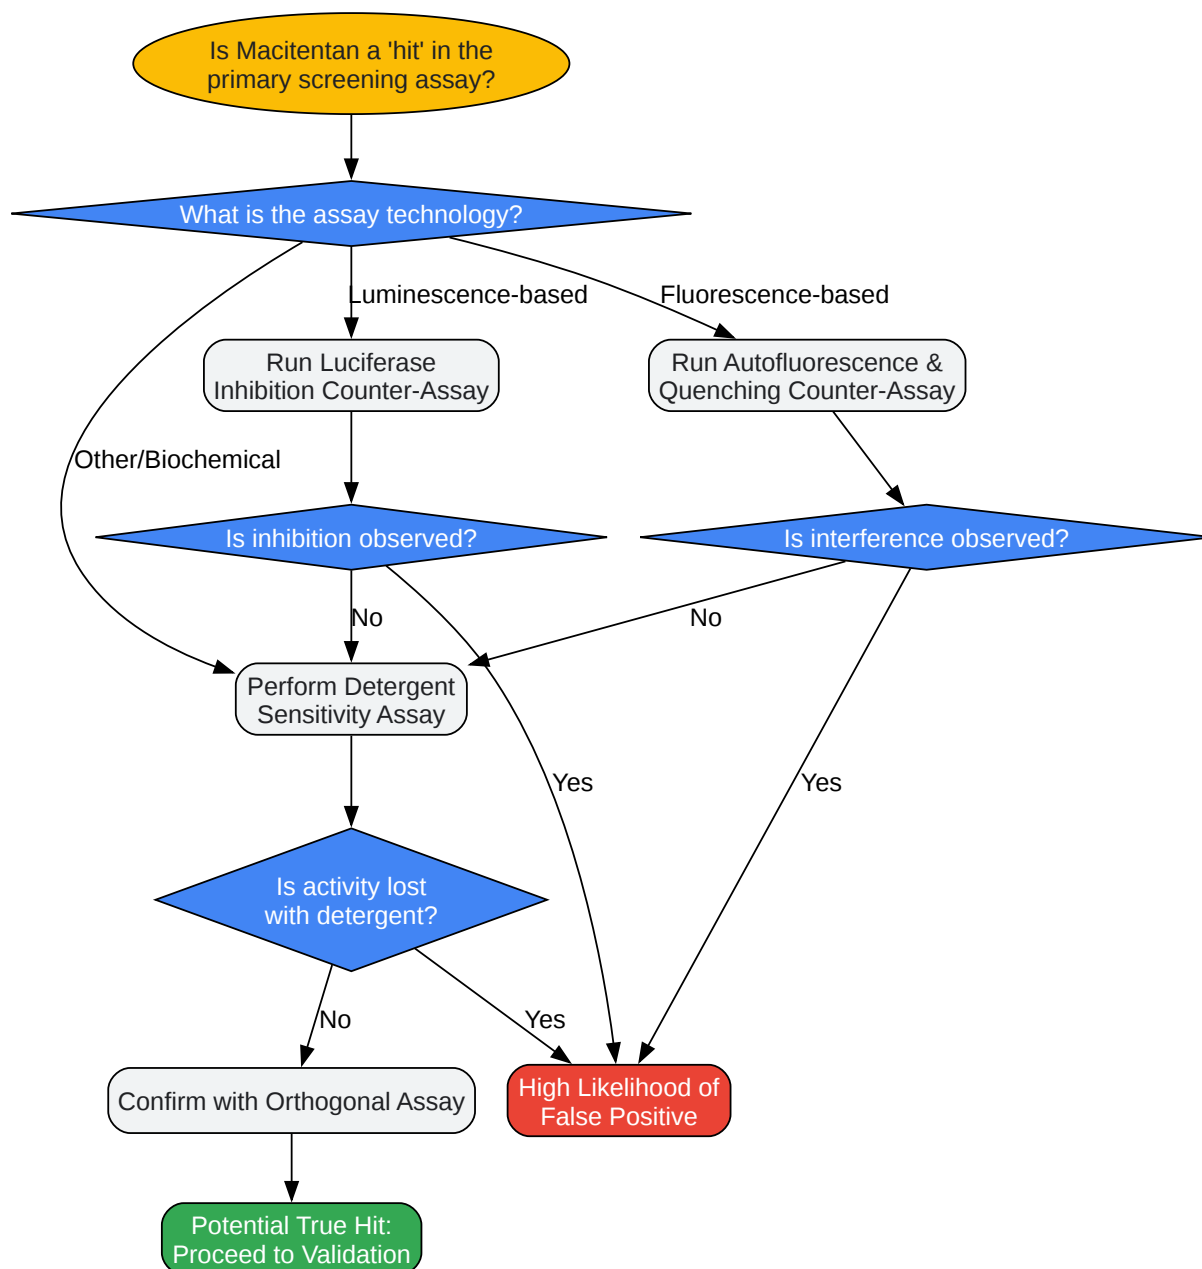 Is Macitentan a 'hit' in the
primary screening assay?
What is the assay technology?
Luminescence-based
Fluorescence-based
Run Luciferase
Inhibition Counter-Assay
Run Autofluorescence &
Quenching Counter-Assay
Other/Biochemical
Is inhibition observed?
Is interference observed?
No
No
Perform Detergent
Sensitivity Assay
Yes
Yes
Is activity lost
with detergent?
No
Yes
Confirm with Orthogonal Assay
High Likelihood of
False Positive
Potential True Hit:
Proceed to Validation